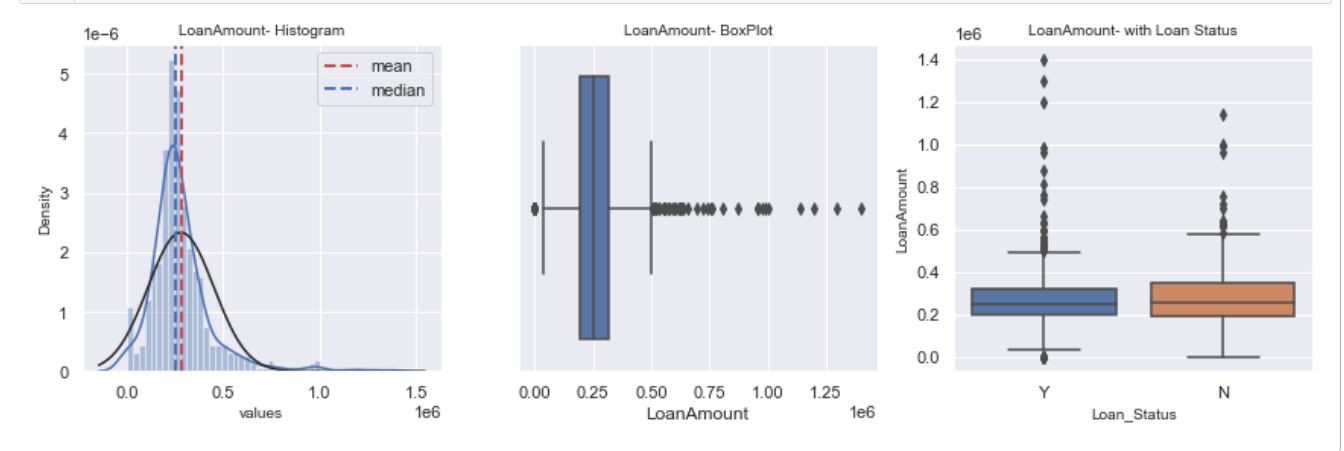 LoanAmount- Histogram
1e−6
mean
median
5
4
3
2
1
0
Density
0.0 0.5 1.0 1.5
1e6
values
LoanAmount- BoxPlot
0.00 0.25 0.50 0.75 1.00 1.25
LoanAmount 1e6
LoanAmount- with Loan Status
1e6
1.4
1.2
1.0
0.8
0.6
0.4
0.2
0.0
LoanAmount
Y N
Loan_Status